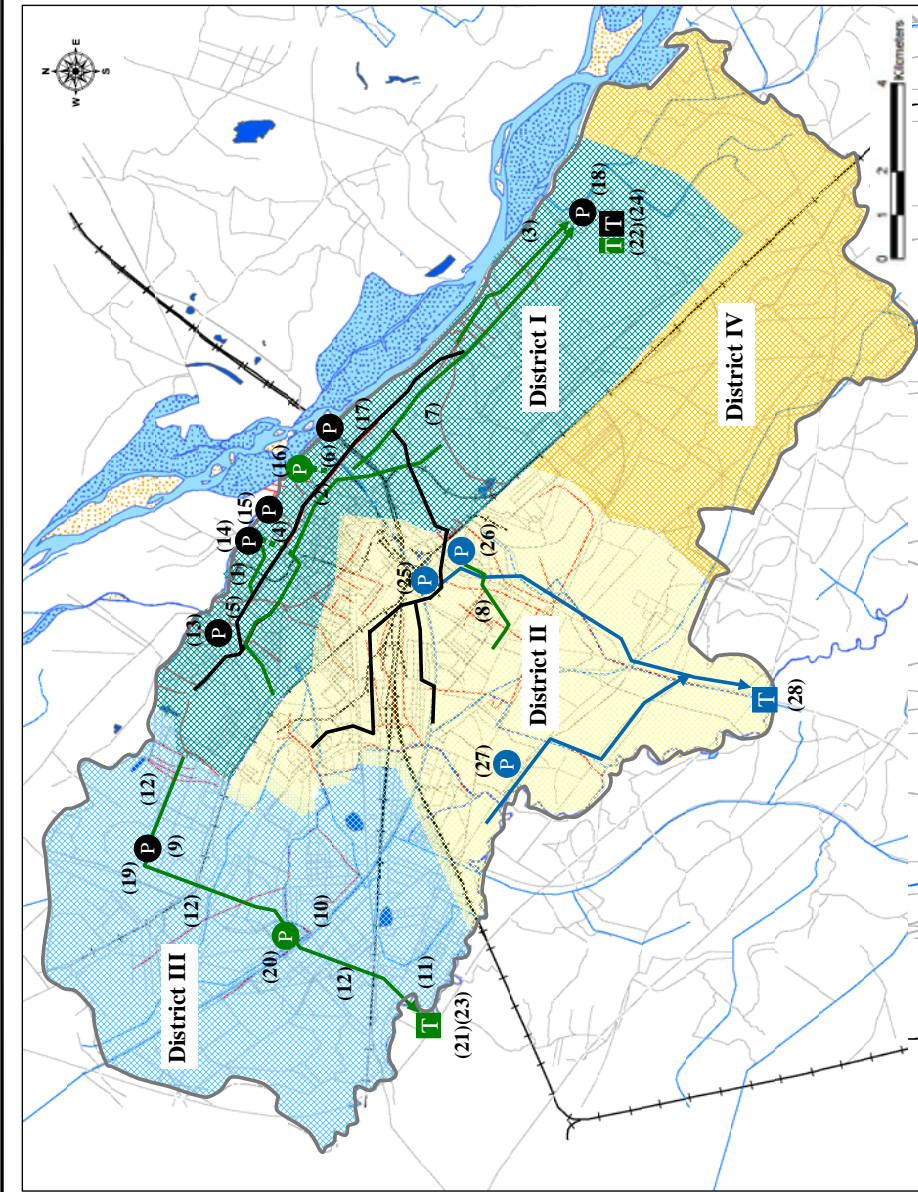 N
W E
S
(19)
P
(12)
(9)
District III
(12)
(13)
P
(14)
(5)
(1)
P
(15)
P
(20)
(4)
(16)
P
P
(10)
(2)
(6)
P
(12)
(17)
(25)
P
(11)
T
(7)
P
(21)(23)
(8)
(27)
(26)
P
(3)
District II
District I
P
(18)
T T
(22)(24)
District IV
T
(28)
0 1 2 4
Kilometers